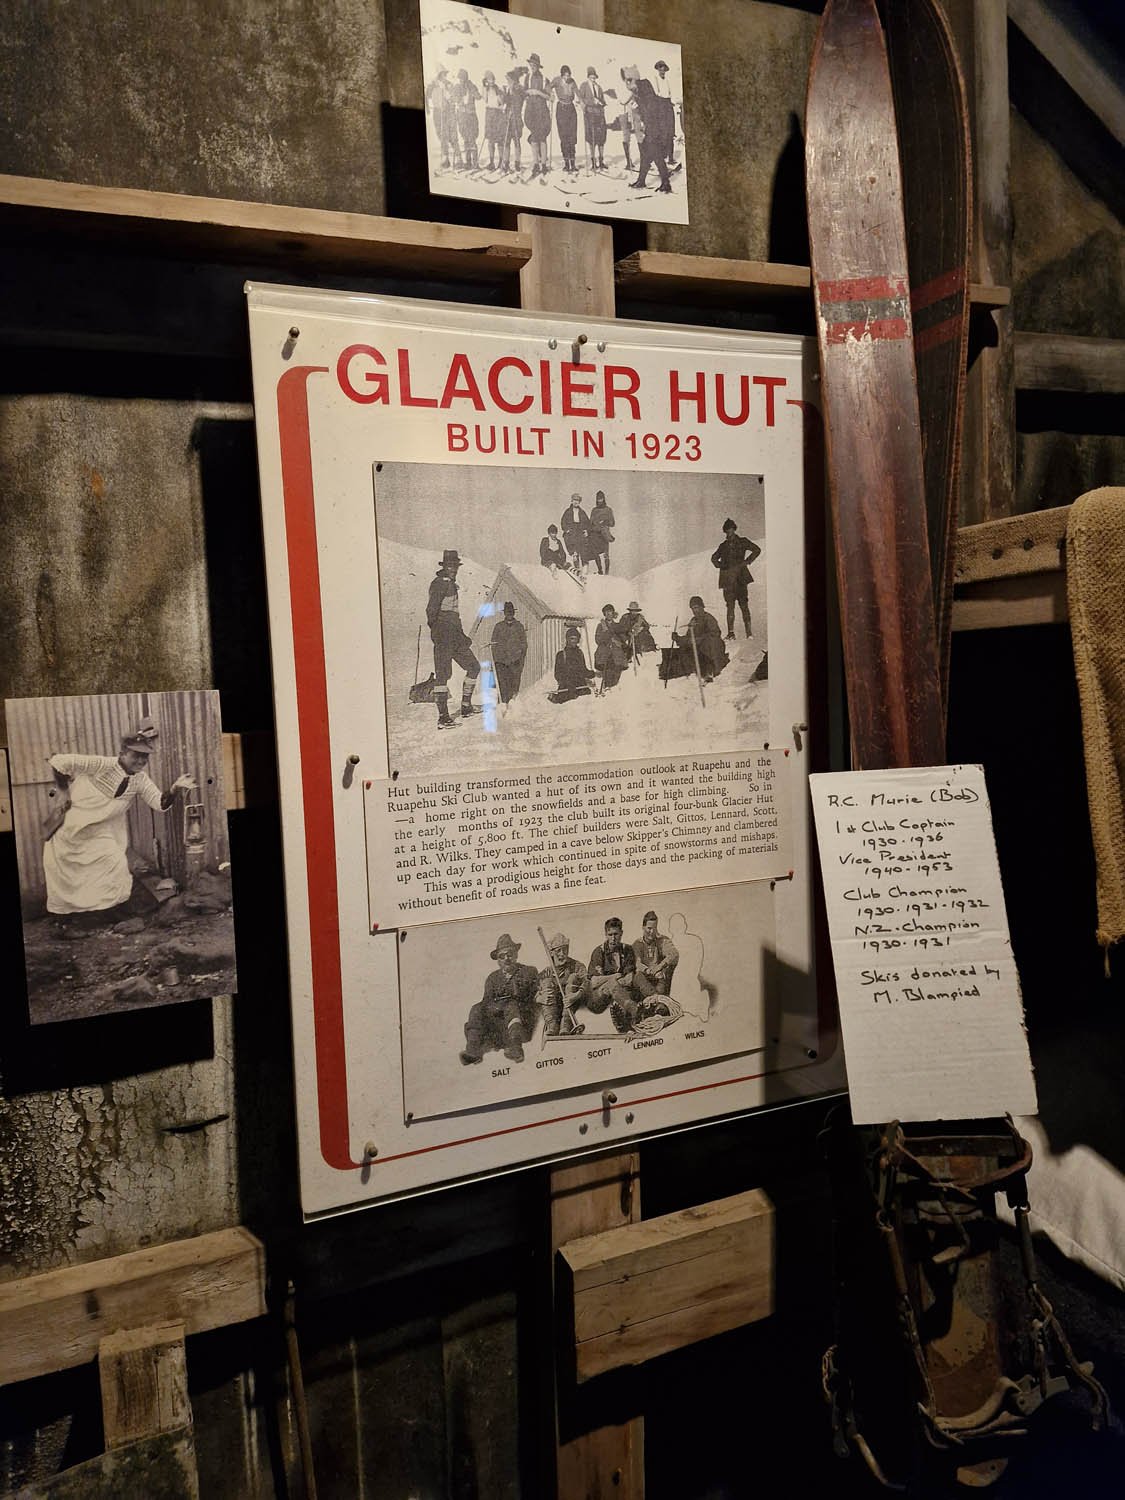 GLACIER HUT
BUILT IN 1923
Hut building transformed the accommodation outlook at Ruapehu and the
Ruapehu Ski Club wanted a hut of its own and it wanted the building high
—a home right on the snowfields and a base for high climbing. So in
the early months of 1923 the club built its original four-bunk Glacier Hut
at a height of 5,800 ft. The chief builders were Salt, Gittos, Lennard, Scott,
and R. Wilks. They camped in a cave below Skipper's Chimney and clambered
up each day for work which continued in spite of snowstorms and mishaps.
This was a prodigious height for those days and the packing of materials
without benefit of roads was a fine feat.
SALT GITTOS SCOTT LENNARD WILKS
R.C. Murie (Bob)
1st Club Captain
1930 - 1936
Vice President
1940 - 1953
Club Champion
1930 - 1931 - 1932
N.Z. Champion
1930 - 1931
Skis donated by
M. Blampied